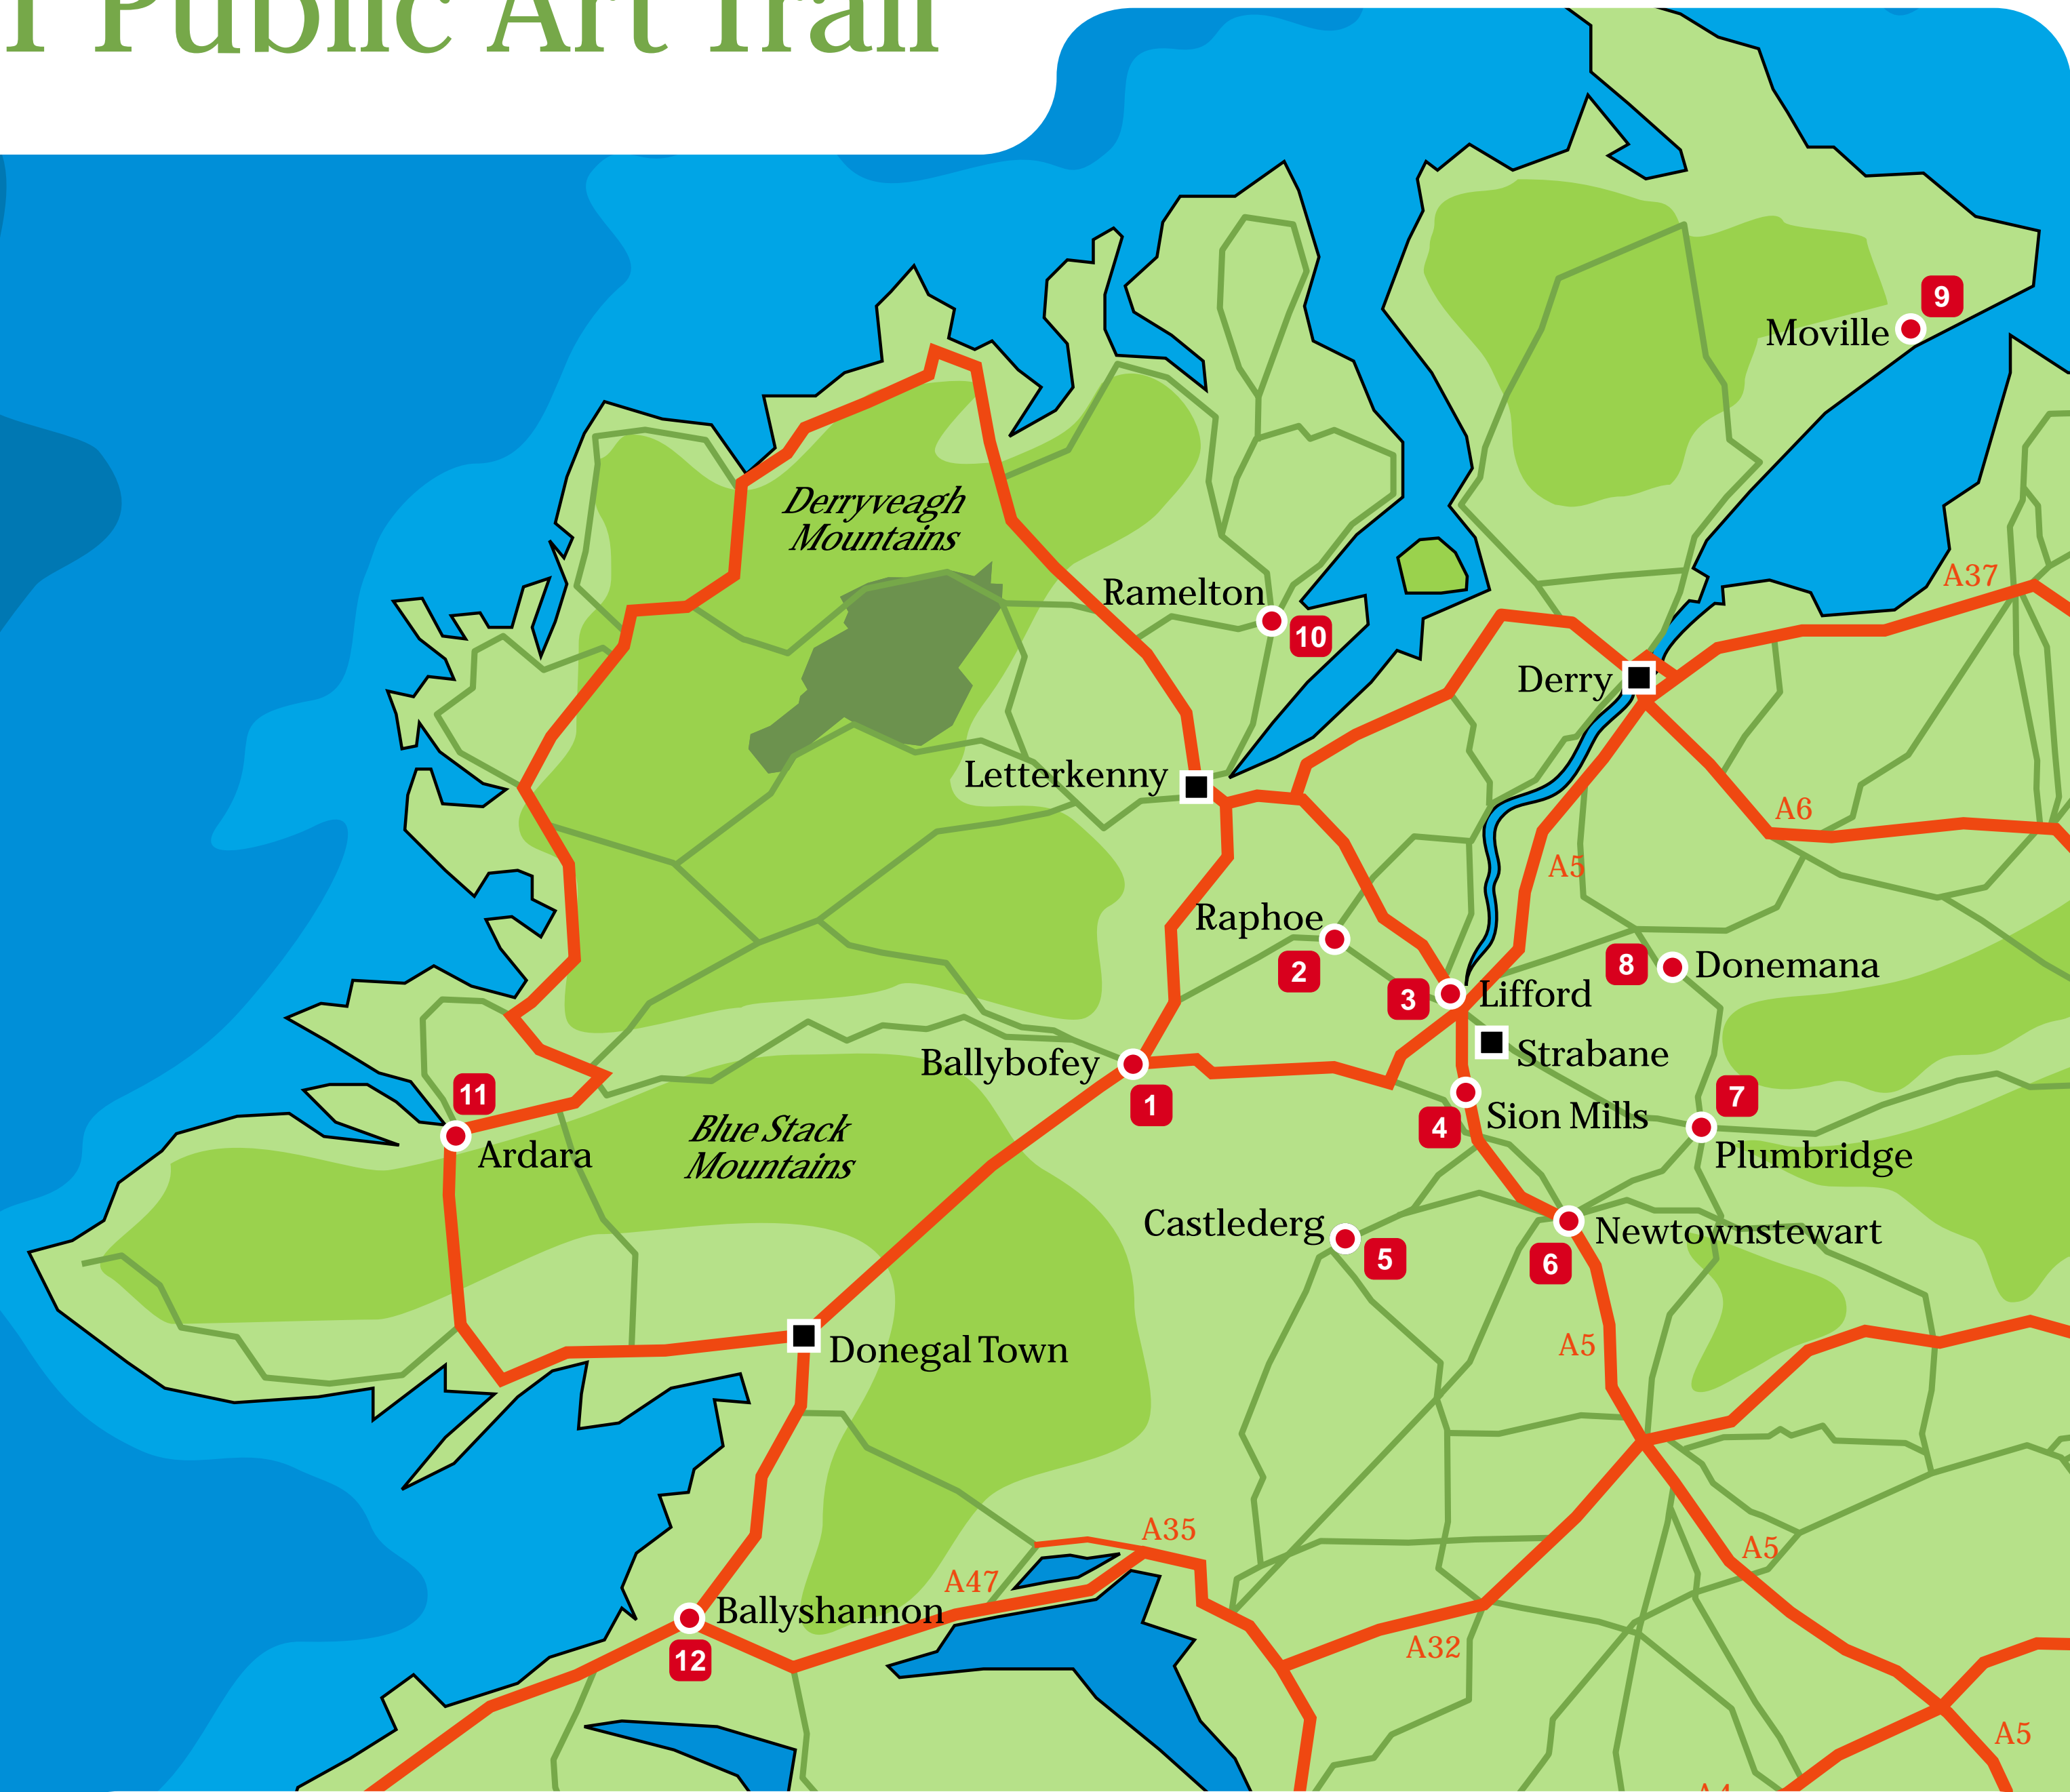 Public Art Trail
9
Moville
Derryveagh
Mountains
A37
Ramelton
10
Derry
Letterkenny
A6
A5
Raphoe
2
8
Donemana
3
Lifford
Strabane
Ballybofey
1
11
Ardara
Blue Stack
Mountains
4
Sion Mills
7
Plumbridge
Castlederg
5
6
Newtownstewart
A5
Donegal Town
A35
A47
A5
Ballyshannon
12
A32
A5